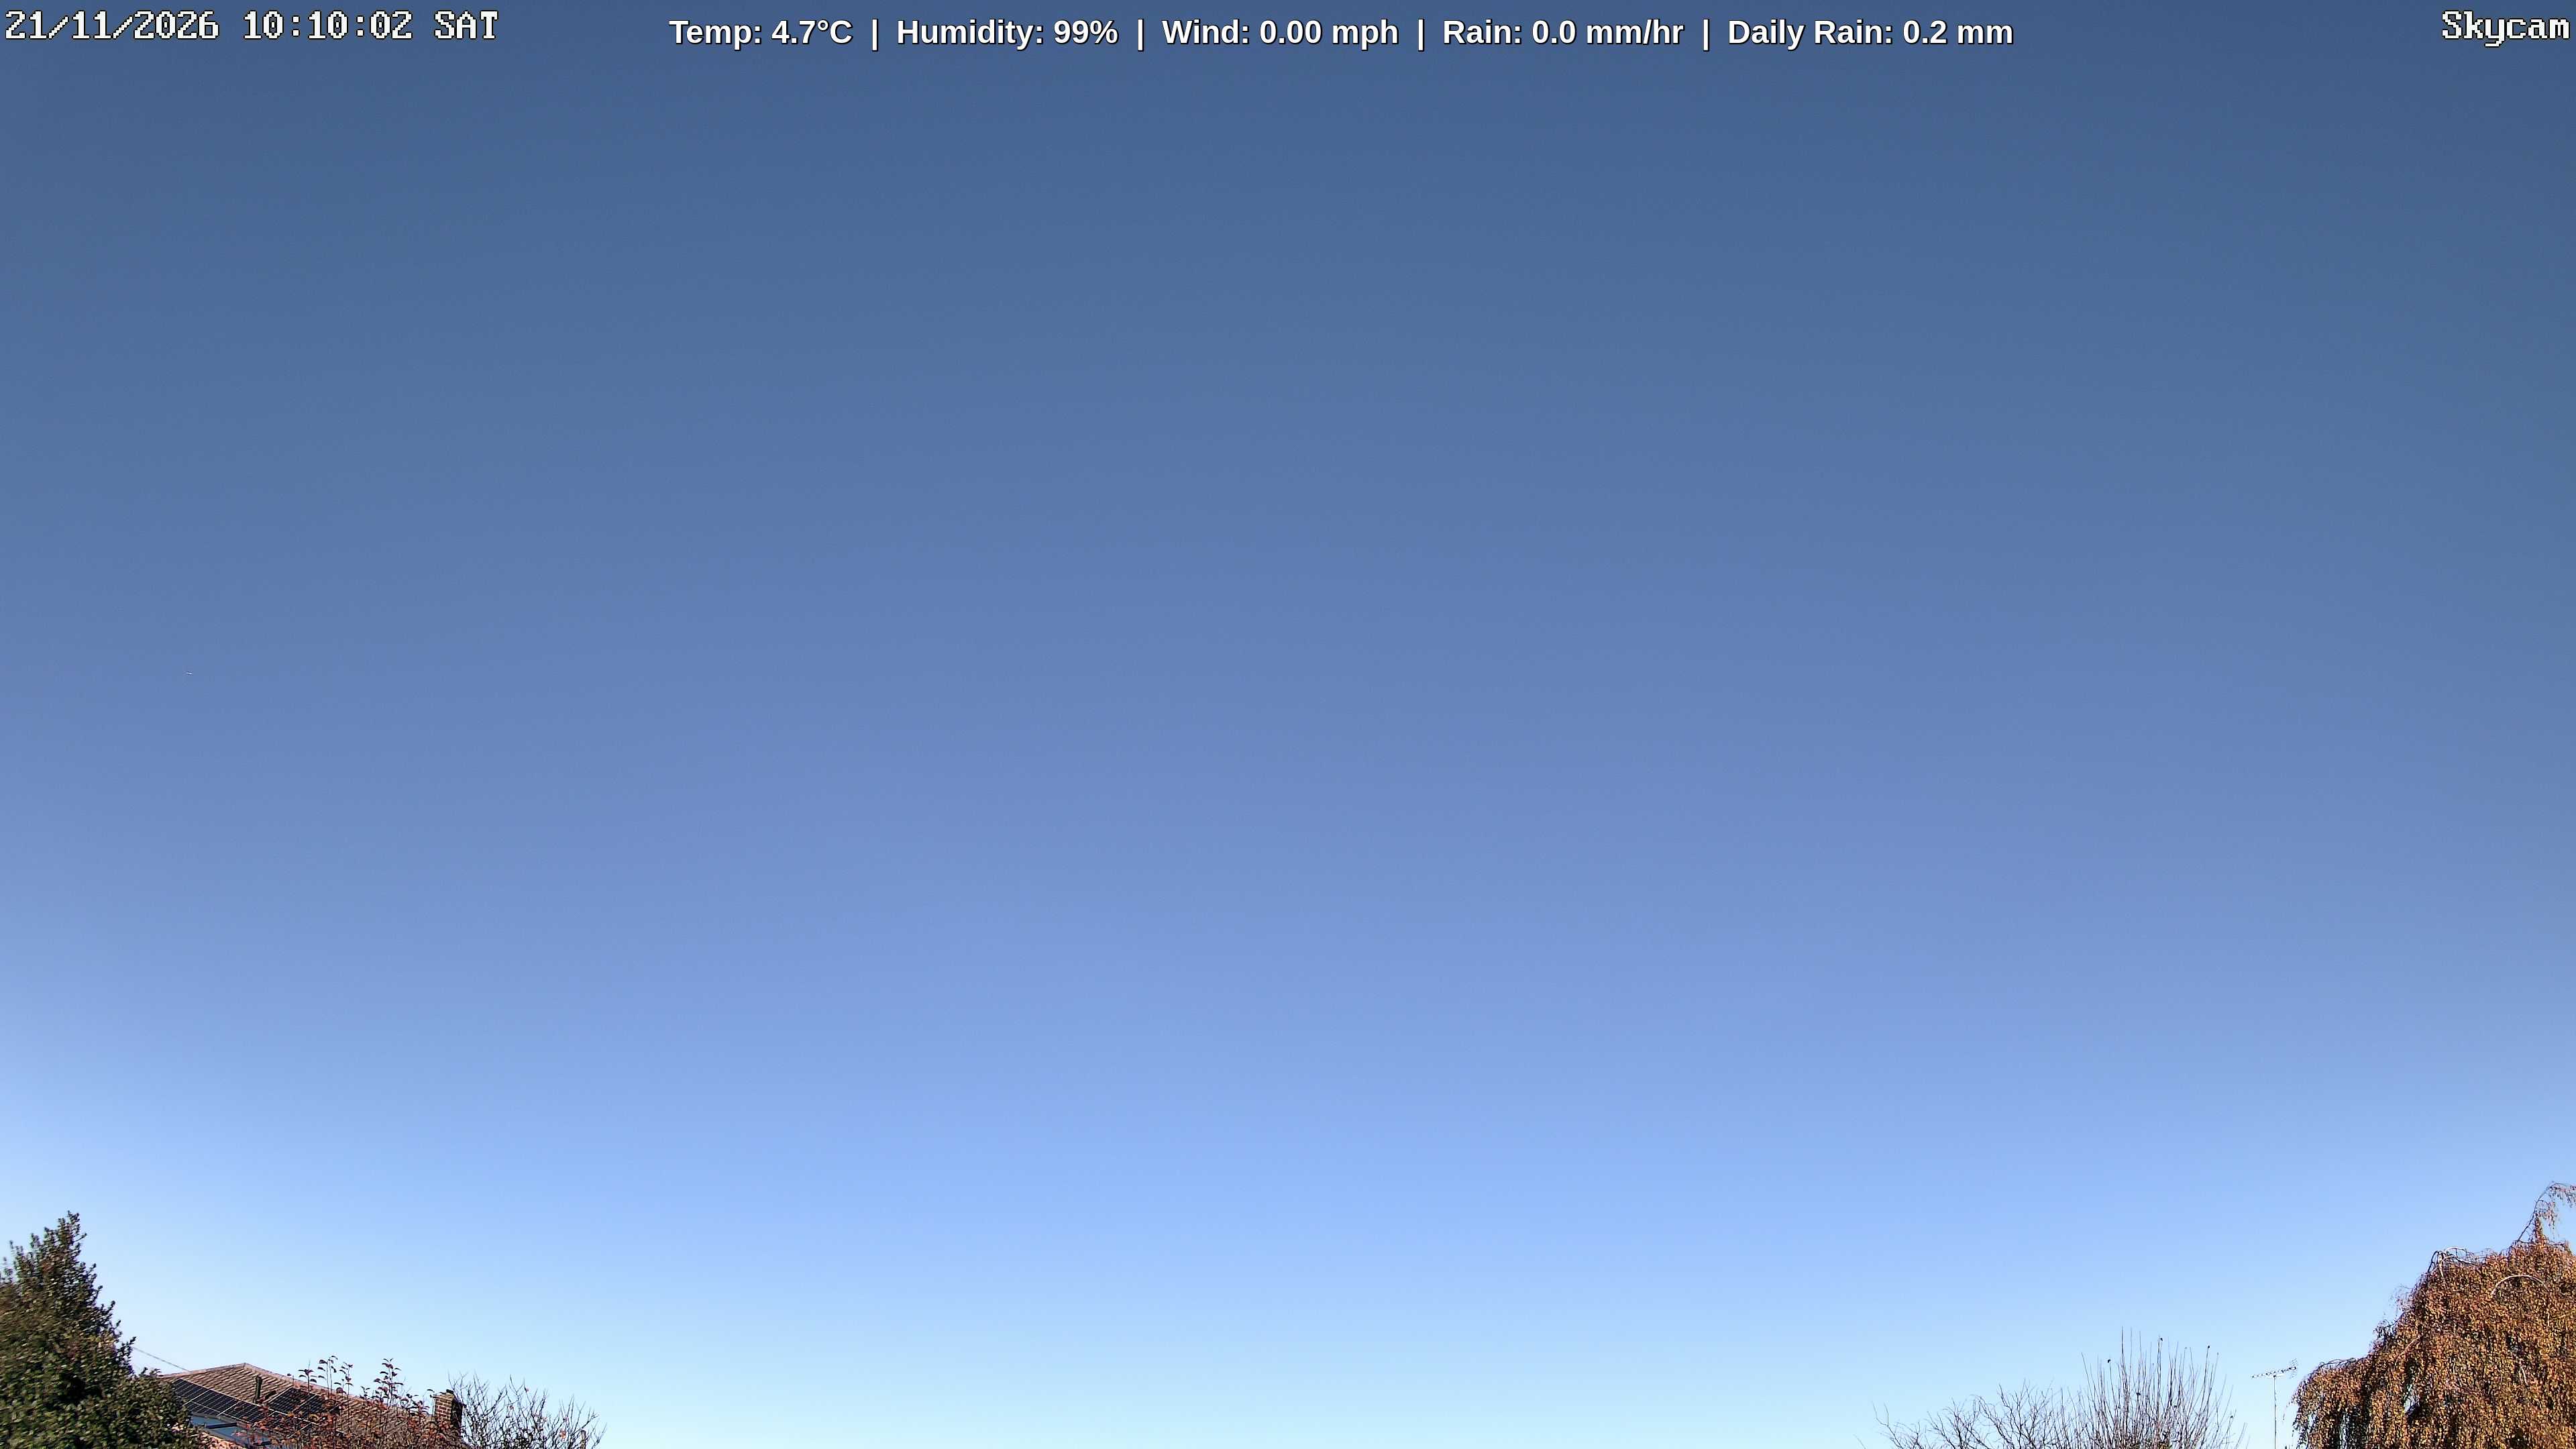 21/11/2026 10:10:02 SAT
Temp: 4.7°C | Humidity: 99% | Wind: 0.00 mph | Rain: 0.0 mm/hr | Daily Rain: 0.2 mm
Skycam